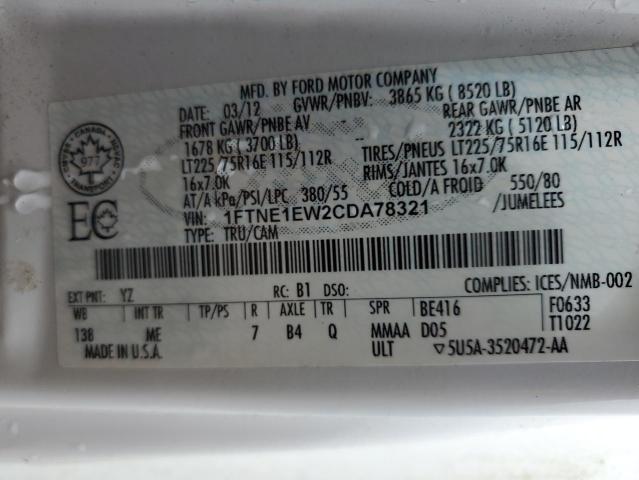 MFD. BY FORD MOTOR COMPANY
DATE: 03/12 GVWR/PNBV: 3865 KG ( 8520 LB)
FRONT GAWR/PNBE AV REAR GAWR/PNBE AR
1678 KG ( 3700 LB) -- 2322 KG ( 5120 LB)
LT225/75R16E 115/112R TIRES/PNEUS LT225/75R16E 115/112R
16x7.0K RIMS/JANTES 16x7.0K
AT/A kPa/PSI/LPC 380/55 COLD/A FROID 550/80
VIN: 1FTNE1EW2CDA78321 /JUMELEES
TYPE: TRU/CAM
CANADA
977
TRANSPORT
EC
EXT PNT: YZ RC: B1 DSO: COMPLIES: ICES/NMB-002
WB INT TR TP/PS R AXLE TR SPR BE416 F0633
138 ME 7 B4 Q MMAA D05 T1022
MADE IN U.S.A. ULT ▽5U5A-3520472-AA